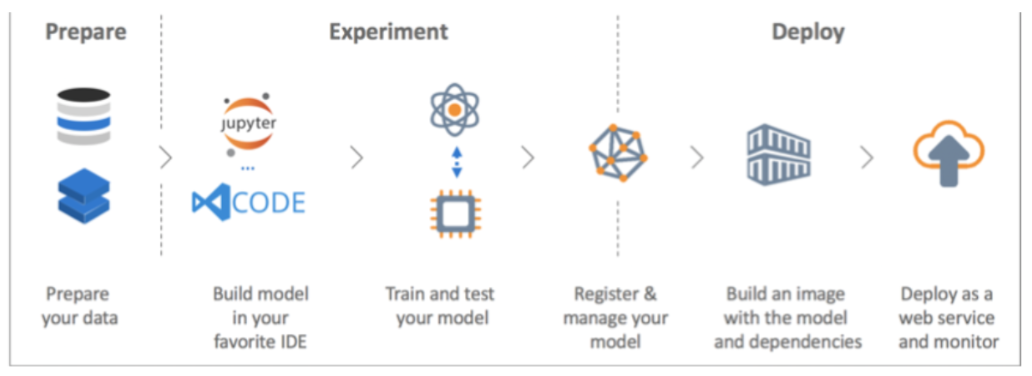 Prepare
Experiment
Deploy
jupyter
...
CODE
Prepare
your data
Build model
in your
favorite IDE
Train and test
your model
Register &
manage your
model
Build an image
with the model
and dependencies
Deploy as a
web service
and monitor